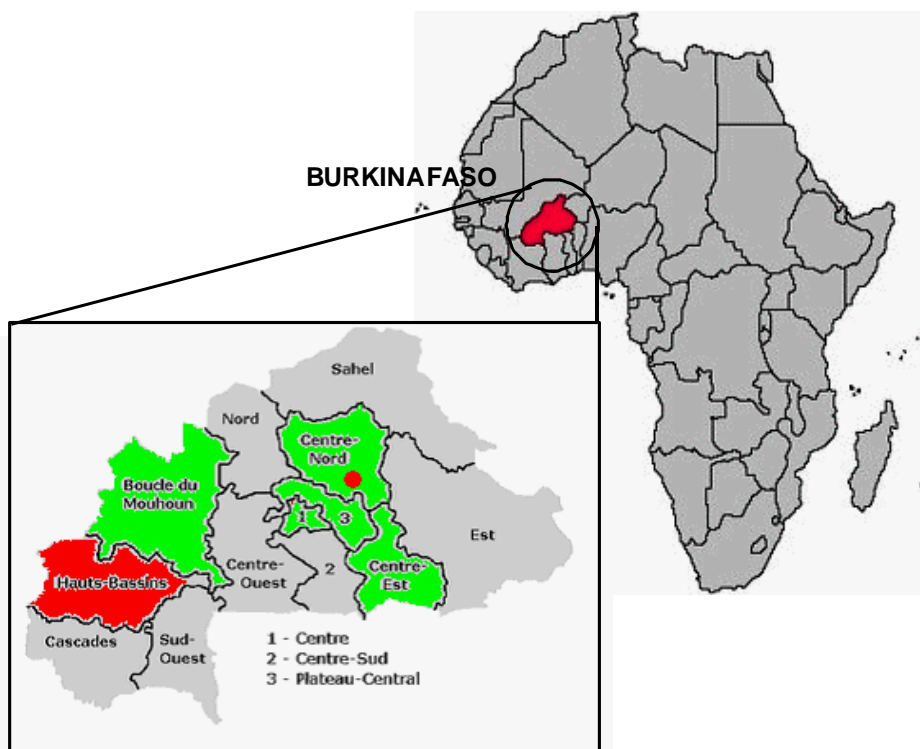 BURKINAFASO
Sahel
Nord
Centre-
Nord
Boucle du
Mouhoun
1
3
Est
Centre-
Ouest
2
Centre-
Est
Hauts-Bassins
Cascades
Sud-
Ouest
1 - Centre
2 - Centre-Sud
3 - Plateau-Central